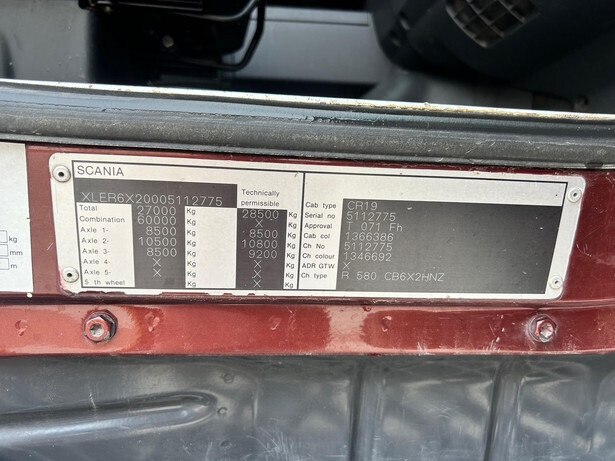 SCANIA
XLER6X20005112775 Technically permissible
Total 27000 Kg 28500 Kg
Combination 60000 Kg X Kg
Axle 1- 8500 Kg 8500 Kg
Axle 2- 10500 Kg 10800 Kg
Axle 3- 8500 Kg 9200 Kg
Axle 4- X Kg X Kg
Axle 5- X Kg X Kg
5 th wheel X Kg X Kg
Cab type CR19
Serial no 5112775
Approval T 071 Fh
Cab col 1366386
Ch No 5112775
Ch colour 1346692
ADR GTW X
Ch type R 580 CB6X2HNZ
kg
mm
m